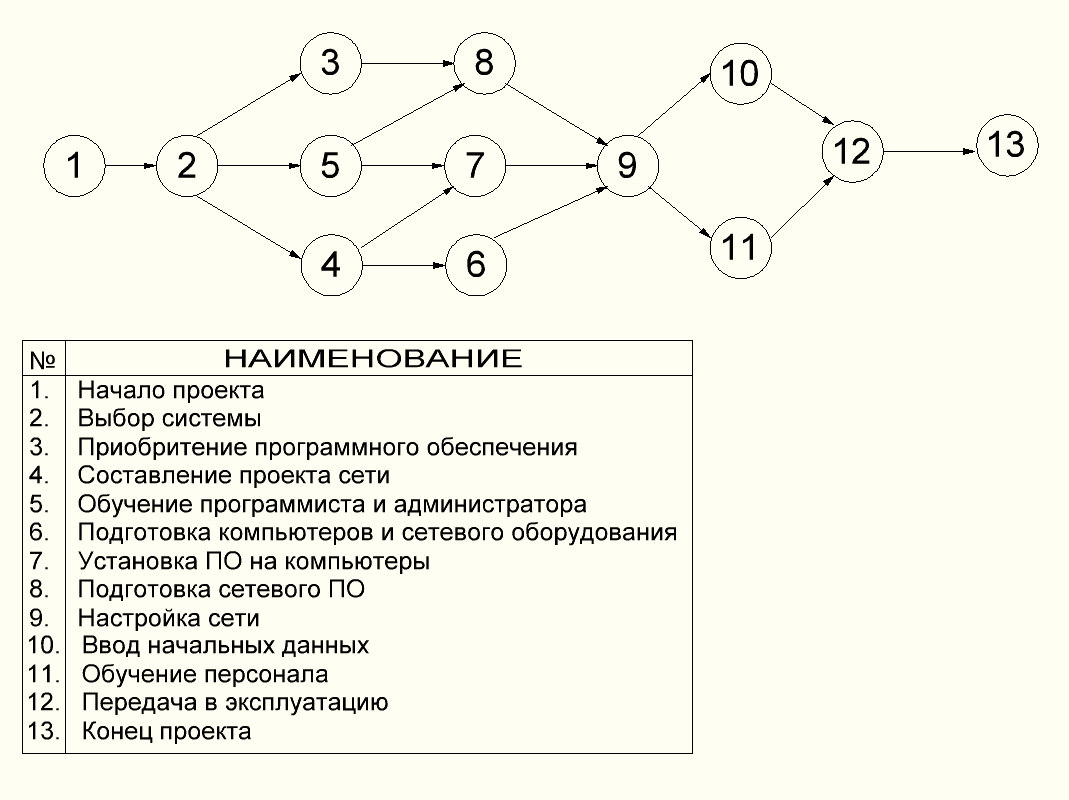 3
8
10
1
2
5
7
9
12
13
4
6
11
№ НАИМЕНОВАНИЕ
1. Начало проекта
2. Выбор системы
3. Приобритение программного обеспечения
4. Составление проекта сети
5. Обучение программиста и администратора
6. Подготовка компьютеров и сетевого оборудования
7. Установка ПО на компьютеры
8. Подготовка сетевого ПО
9. Настройка сети
10. Ввод начальных данных
11. Обучение персонала
12. Передача в эксплуатацию
13. Конец проекта